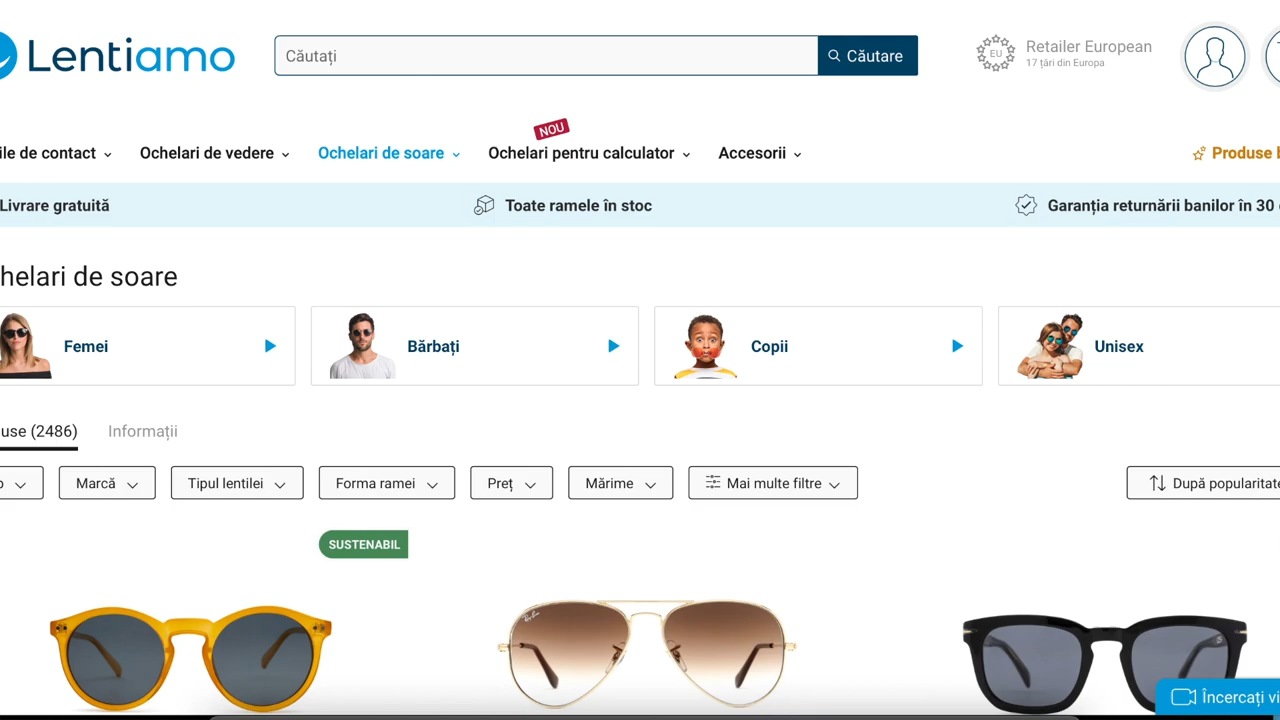 Lentiamo
Căutați
Căutare
EU
Retailer European
17 țări din Europa
ile de contact
Ochelari de vedere
Ochelari de soare
NOU
Ochelari pentru calculator
Accesorii
Produse b
Livrare gratuită
Toate ramele în stoc
Garanția returnării banilor în 30
helari de soare
Femei
Bărbați
Copii
Unisex
use (2486)
Informații
Marcă
Tipul lentilei
Forma ramei
Preț
Mărime
Mai multe filtre
După popularitate
SUSTENABIL
Ray-Ban
Încercați vi